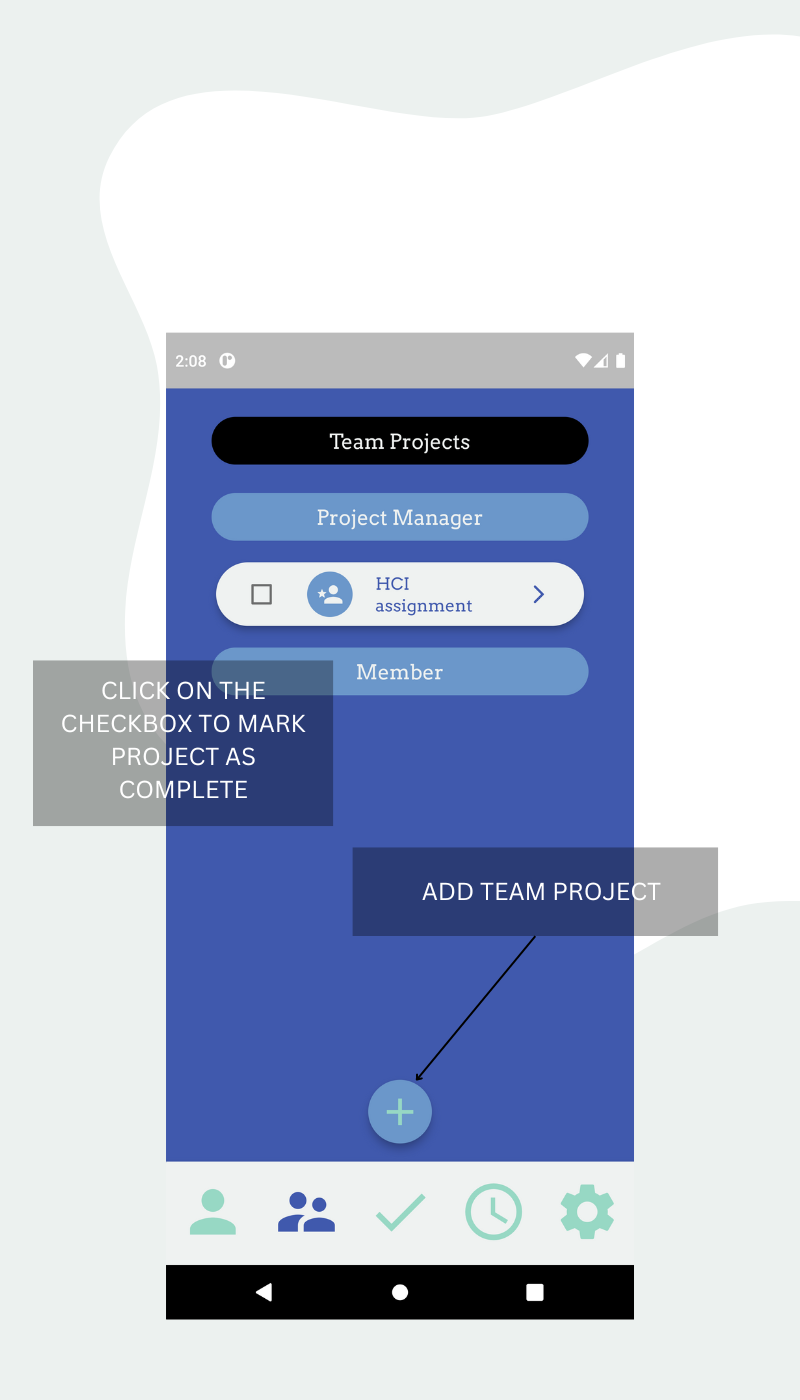 2:08
Team Projects
Project Manager
HCI
assignment
Member
CLICK ON THE
CHECKBOX TO MARK
PROJECT AS
COMPLETE
ADD TEAM PROJECT